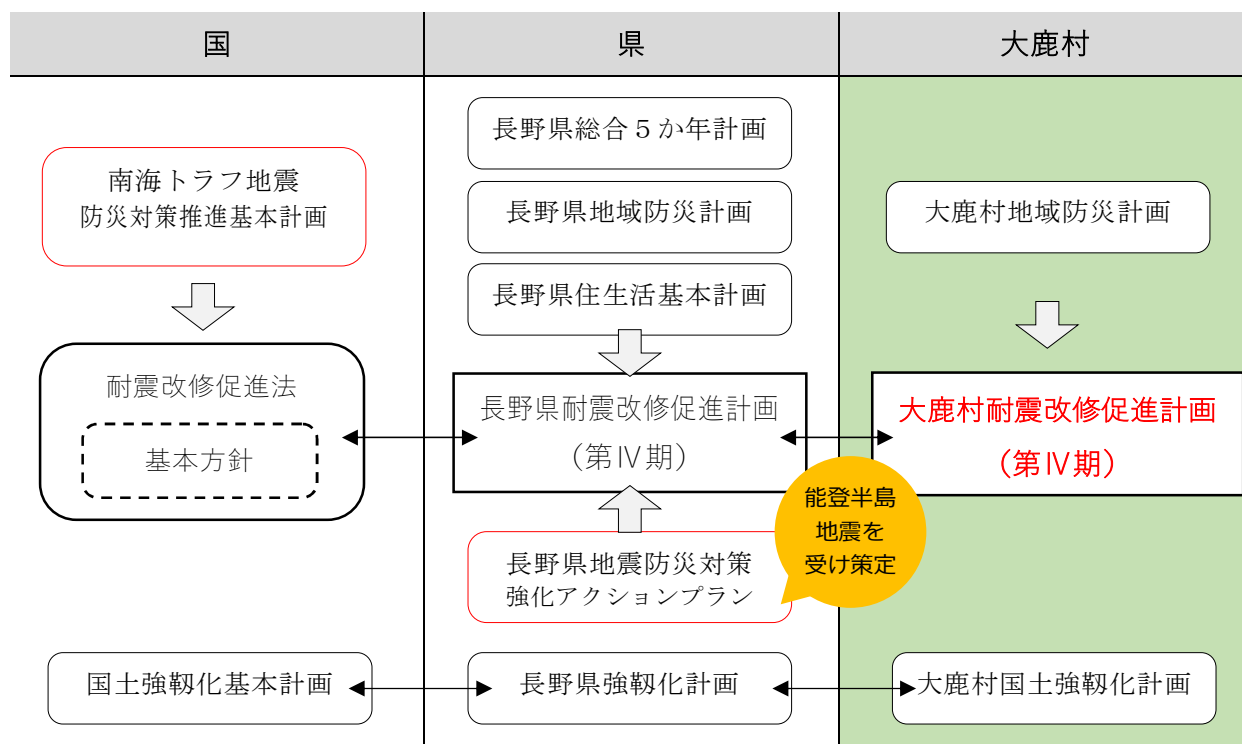 国
県
大鹿村
南海トラフ地震
防災対策推進基本計画
耐震改修促進法
基本方針
国土強靱化基本計画
長野県総合５か年計画
長野県地域防災計画
長野県住生活基本計画
長野県耐震改修促進計画
（第Ⅳ期）
長野県地震防災対策
強化アクションプラン
能登半島
地震を
受け策定
長野県強靱化計画
大鹿村地域防災計画
大鹿村耐震改修促進計画
（第Ⅳ期）
大鹿村国土強靱化計画